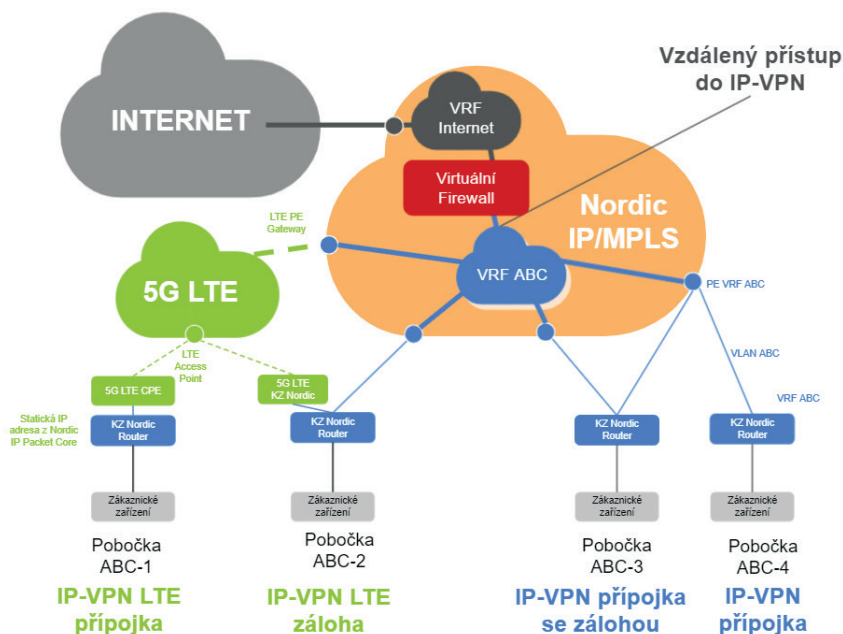 Vzdálený přístup
do IP-VPN
INTERNET
VRF
Internet
Virtuální
Firewall
Nordic
IP/MPLS
LTE PE
Gateway
5G LTE
VRF ABC
PE VRF ABC
LTE
Access
Point
VLAN ABC
5G LTE CPE
5G LTE
KZ Nordic
VRF ABC
Statická IP
adresa z Nordic
IP Packet Core
KZ Nordic
Router
KZ Nordic
Router
KZ Nordic
Router
KZ Nordic
Router
Zákaznické
zařízení
Zákaznické
zařízení
Zákaznické
zařízení
Zákaznické
zařízení
Pobočka
ABC-1
Pobočka
ABC-2
Pobočka
ABC-3
Pobočka
ABC-4
IP-VPN LTE
přípojka
IP-VPN LTE
záloha
IP-VPN přípojka
se zálohou
IP-VPN
přípojka